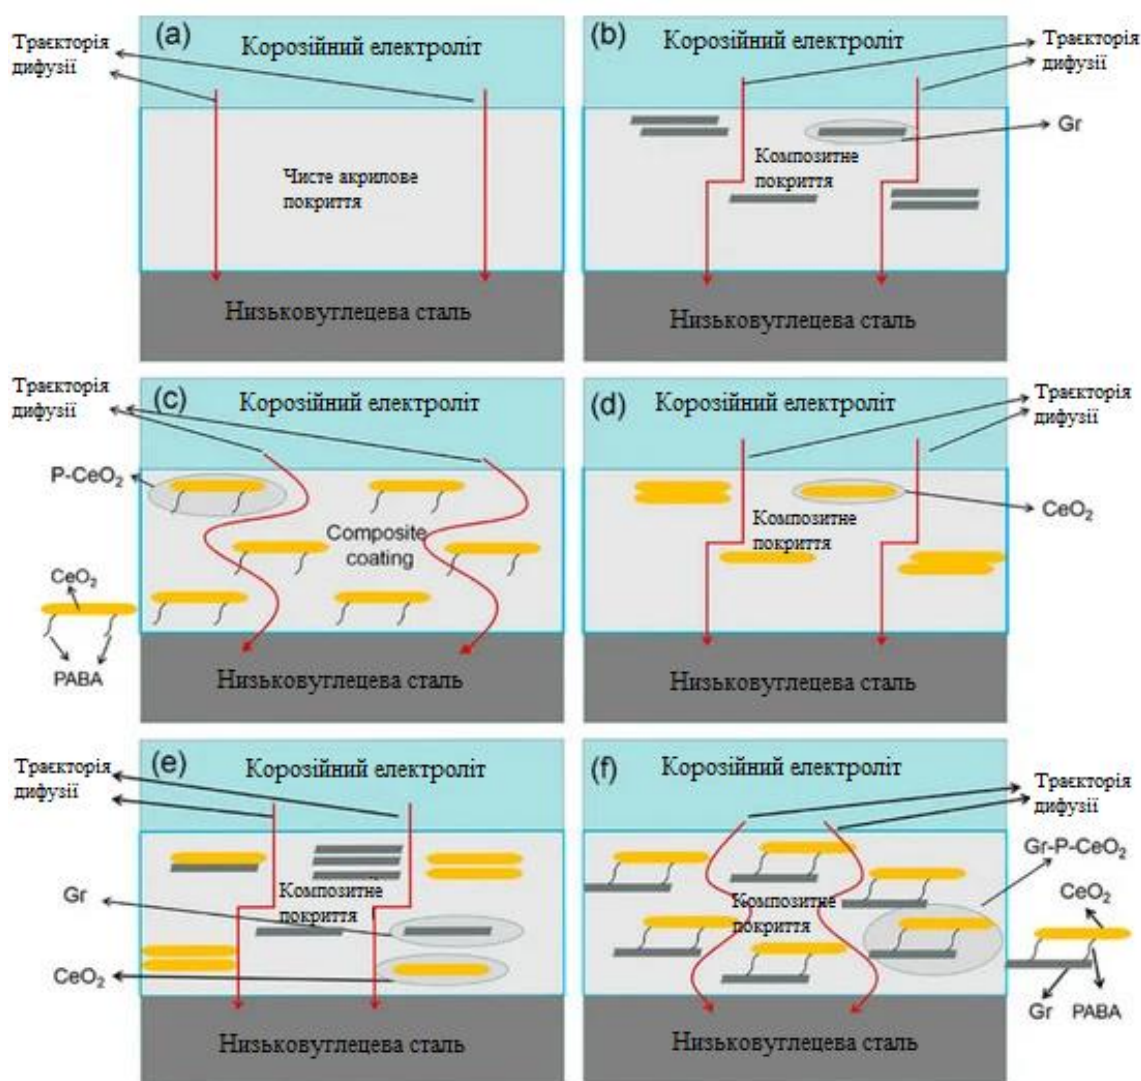 (a)
Траєкторія
дифузії
Корозійний електроліт
Чисте акрилове
покриття
Низьковуглецева сталь
(b)
Корозійний електроліт
Траєкторія
дифузії
Gr
Композитне
покриття
Низьковуглецева сталь
(c)
Траєкторія
дифузії
Корозійний електроліт
P-CeO₂
Composite
coating
CeO₂
PABA
Низьковуглецева сталь
(d)
Корозійний електроліт
Траєкторія
дифузії
CeO₂
Композитне
покриття
Низьковуглецева сталь
(e)
Траєкторія
дифузії
Корозійний електроліт
Gr
Композитне
покриття
CeO₂
Низьковуглецева сталь
(f)
Корозійний електроліт
Траєкторія
дифузії
Gr-P-CeO₂
CeO₂
Композитне
покриття
Gr PABA
Низьковуглецева сталь